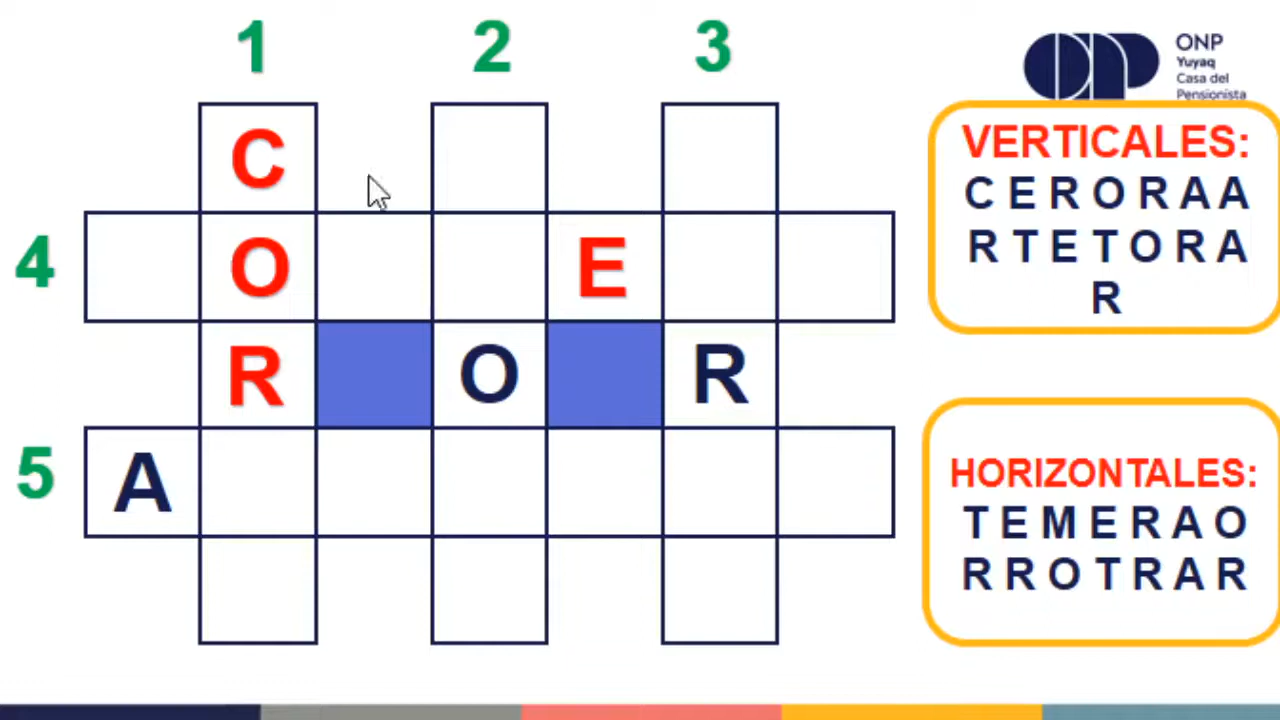 1 2 3
ONP
Yuyaq
Casa del
Pensionista
C
4 O E
R O R
5 A
VERTICALES:
C E R O R A A
R T E T O R A
R
HORIZONTALES:
T E M E R A O
R R O T R A R